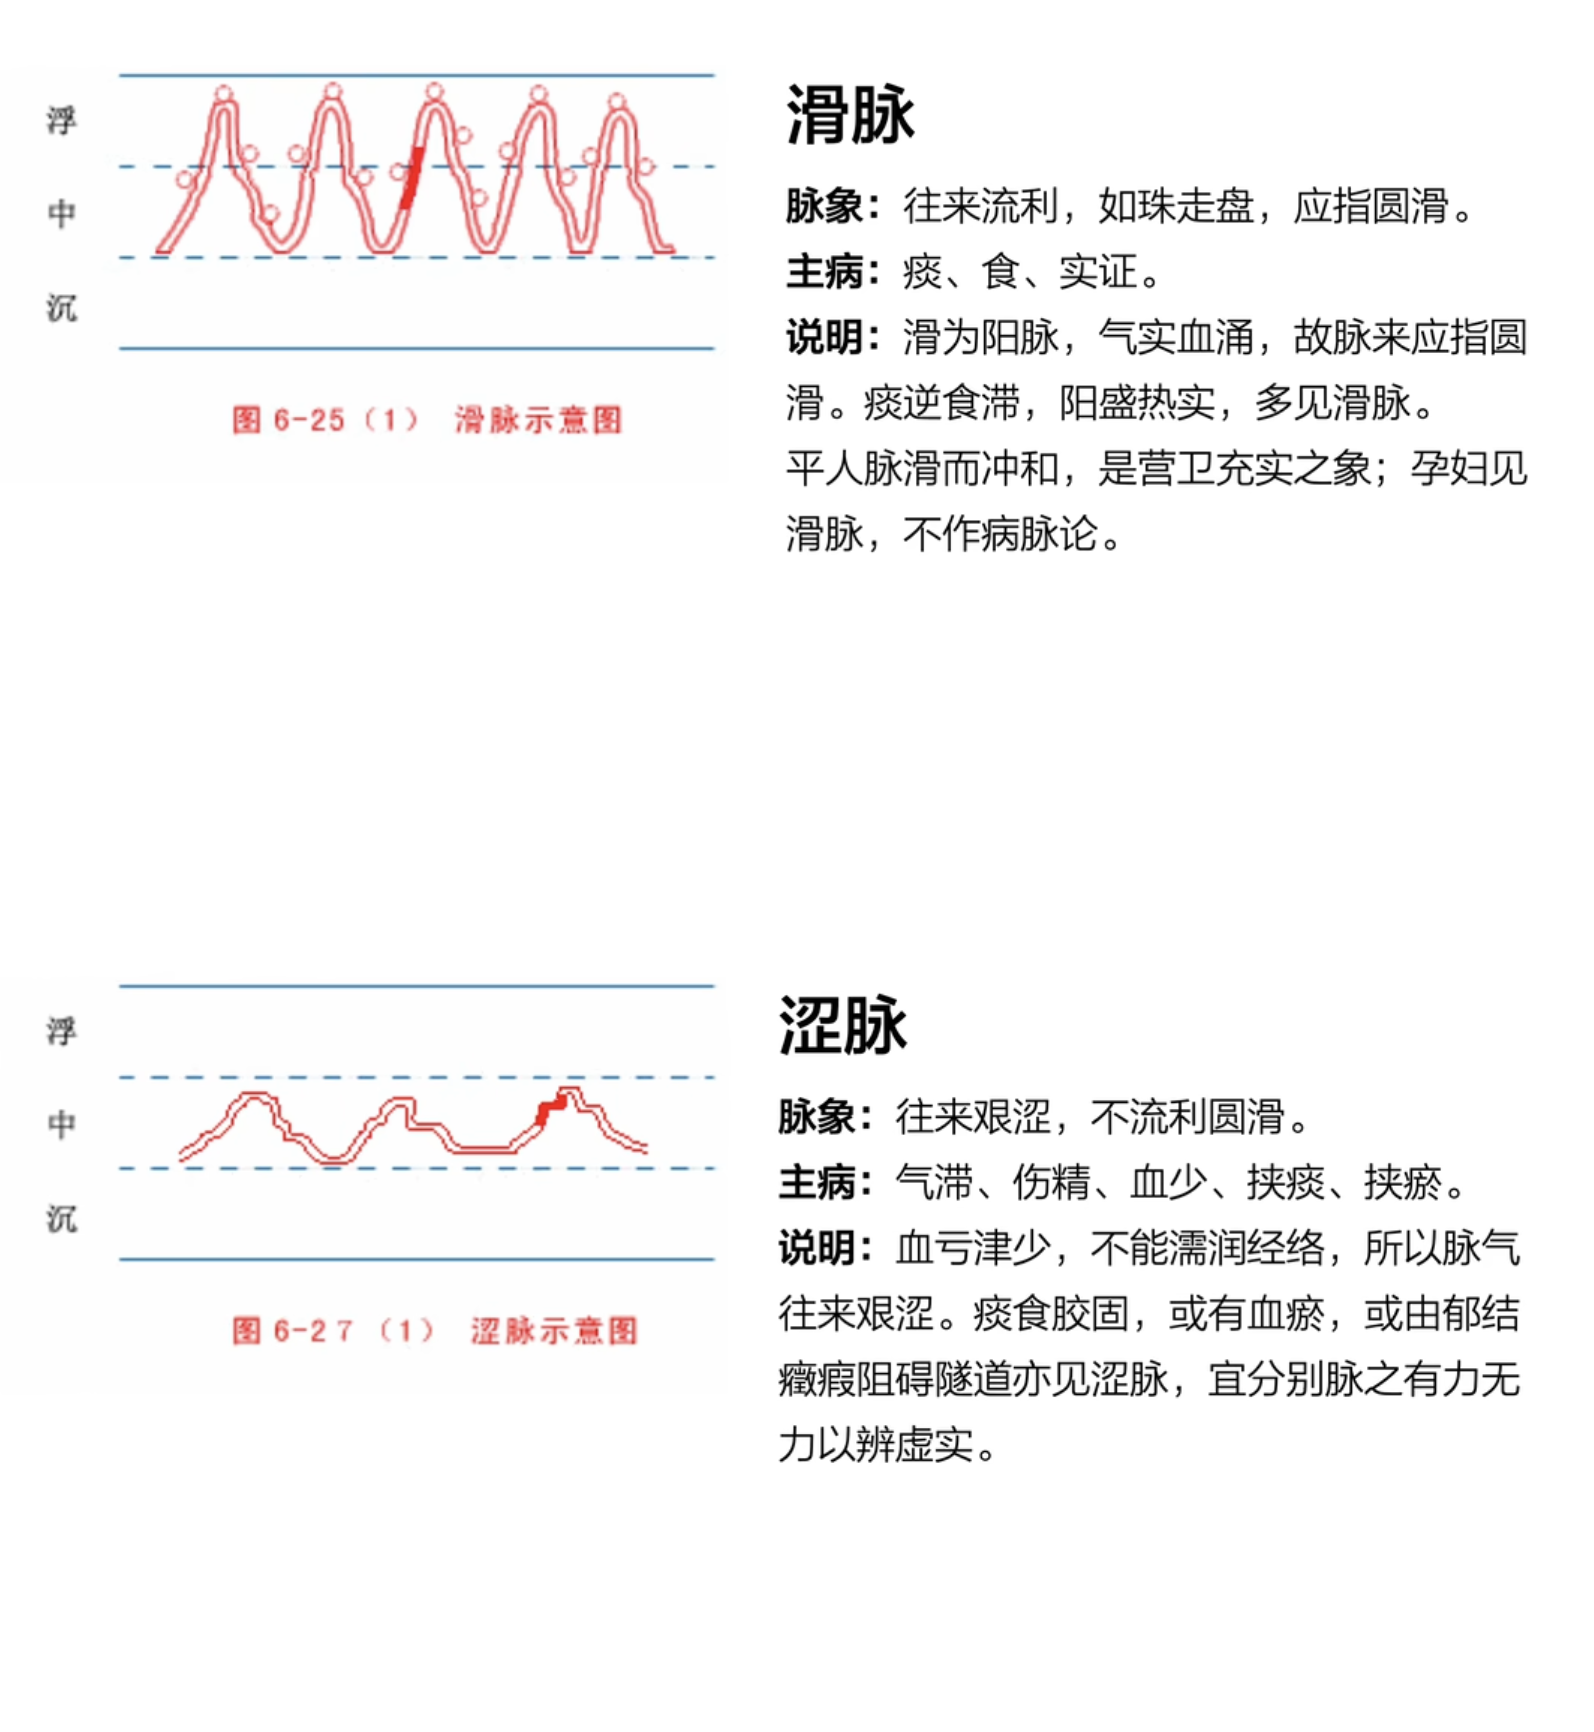 浮
中
沉
图 6-25（1） 滑脉示意图
滑脉
脉象：往来流利，如珠走盘，应指圆滑。
主病：痰、食、实证。
说明：滑为阳脉，气实血涌，故脉来应指圆
滑。痰逆食滞，阳盛热实，多见滑脉。
平人脉滑而冲和，是营卫充实之象；孕妇见
滑脉，不作病脉论。
浮
中
沉
图 6-27 （1） 涩脉示意图
涩脉
脉象：往来艰涩，不流利圆滑。
主病：气滞、伤精、血少、挟痰、挟瘀。
说明：血亏津少，不能濡润经络，所以脉气
往来艰涩。痰食胶固，或有血瘀，或由郁结
癥瘕阻碍隧道亦见涩脉，宜分别脉之有力无
力以辨虚实。